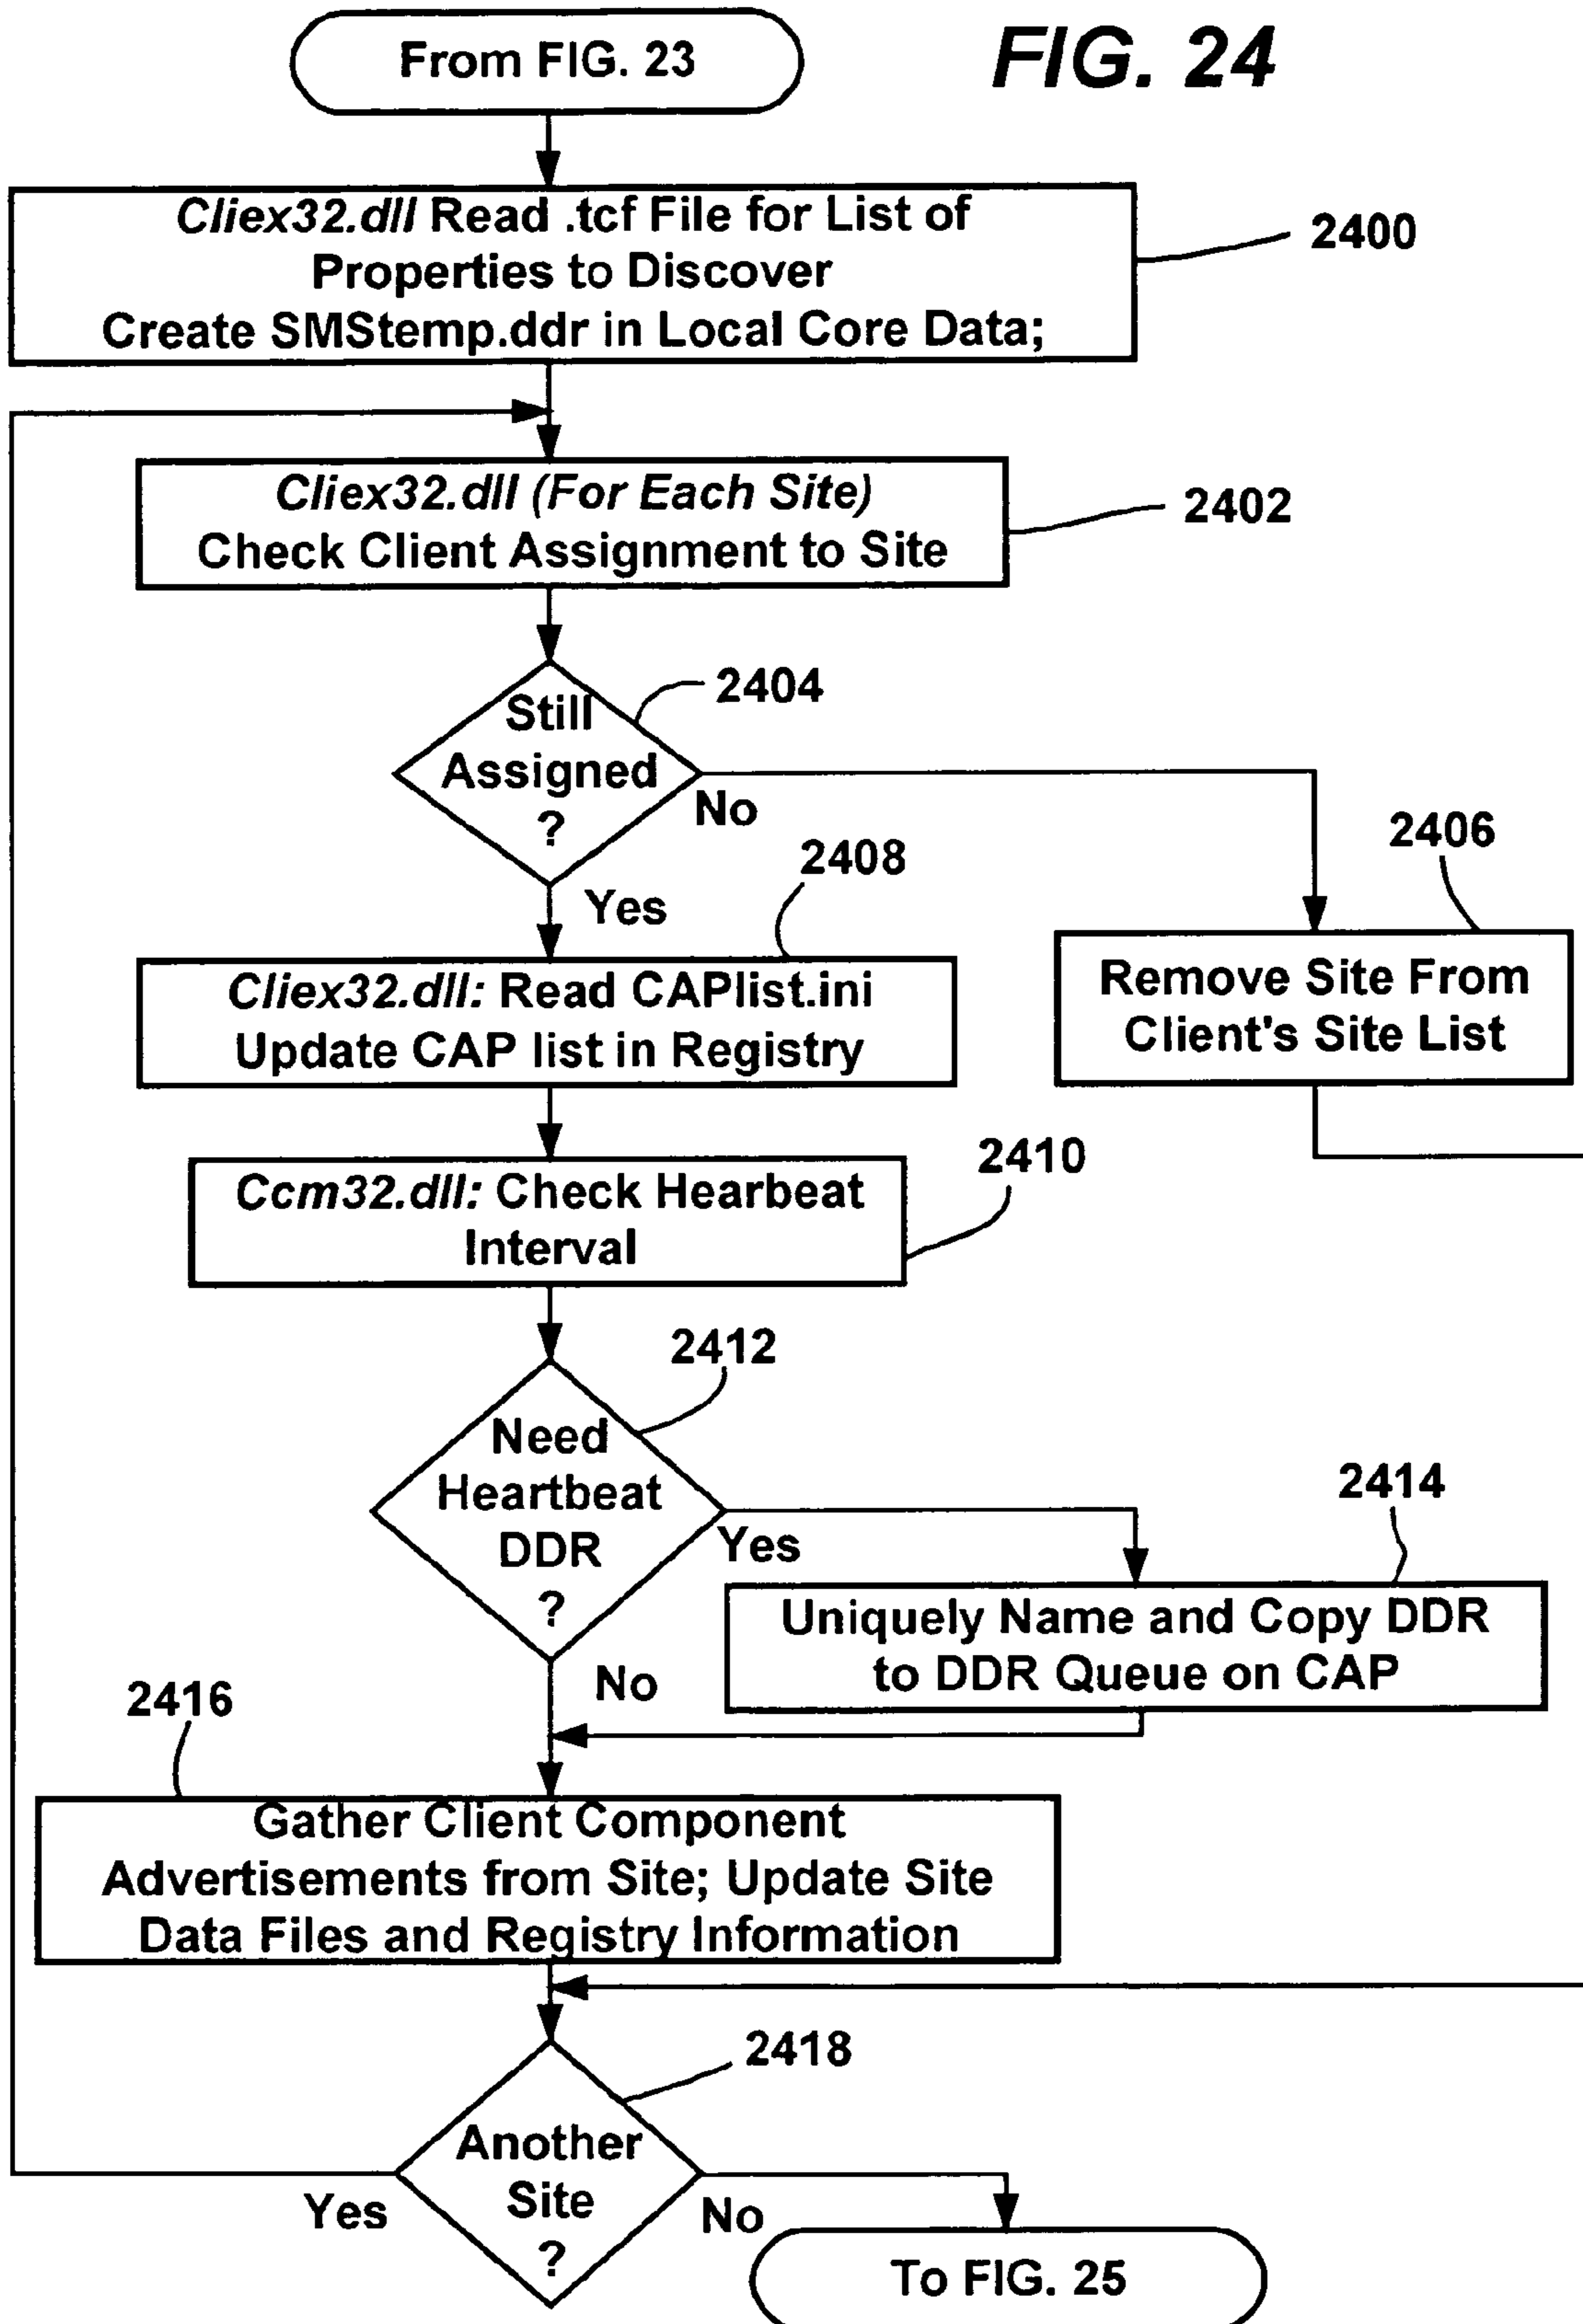 From FIG. 23
FIG. 24
Cliex32.dll Read .tcf File for List of
Properties to Discover
Create SMStemp.ddr in Local Core Data;
2400
Cliex32.dll (For Each Site)
Check Client Assignment to Site
2402
Still
Assigned
?
2404
No
Yes
2406
Remove Site From
Client's Site List
2408
Cliex32.dll: Read CAPlist.ini
Update CAP list in Registry
2410
Ccm32.dll: Check Hearbeat
Interval
2412
Need
Heartbeat
DDR
?
Yes
No
2414
Uniquely Name and Copy DDR
to DDR Queue on CAP
2416
Gather Client Component
Advertisements from Site; Update Site
Data Files and Registry Information
2418
Another
Site
?
Yes
No
To FIG. 25